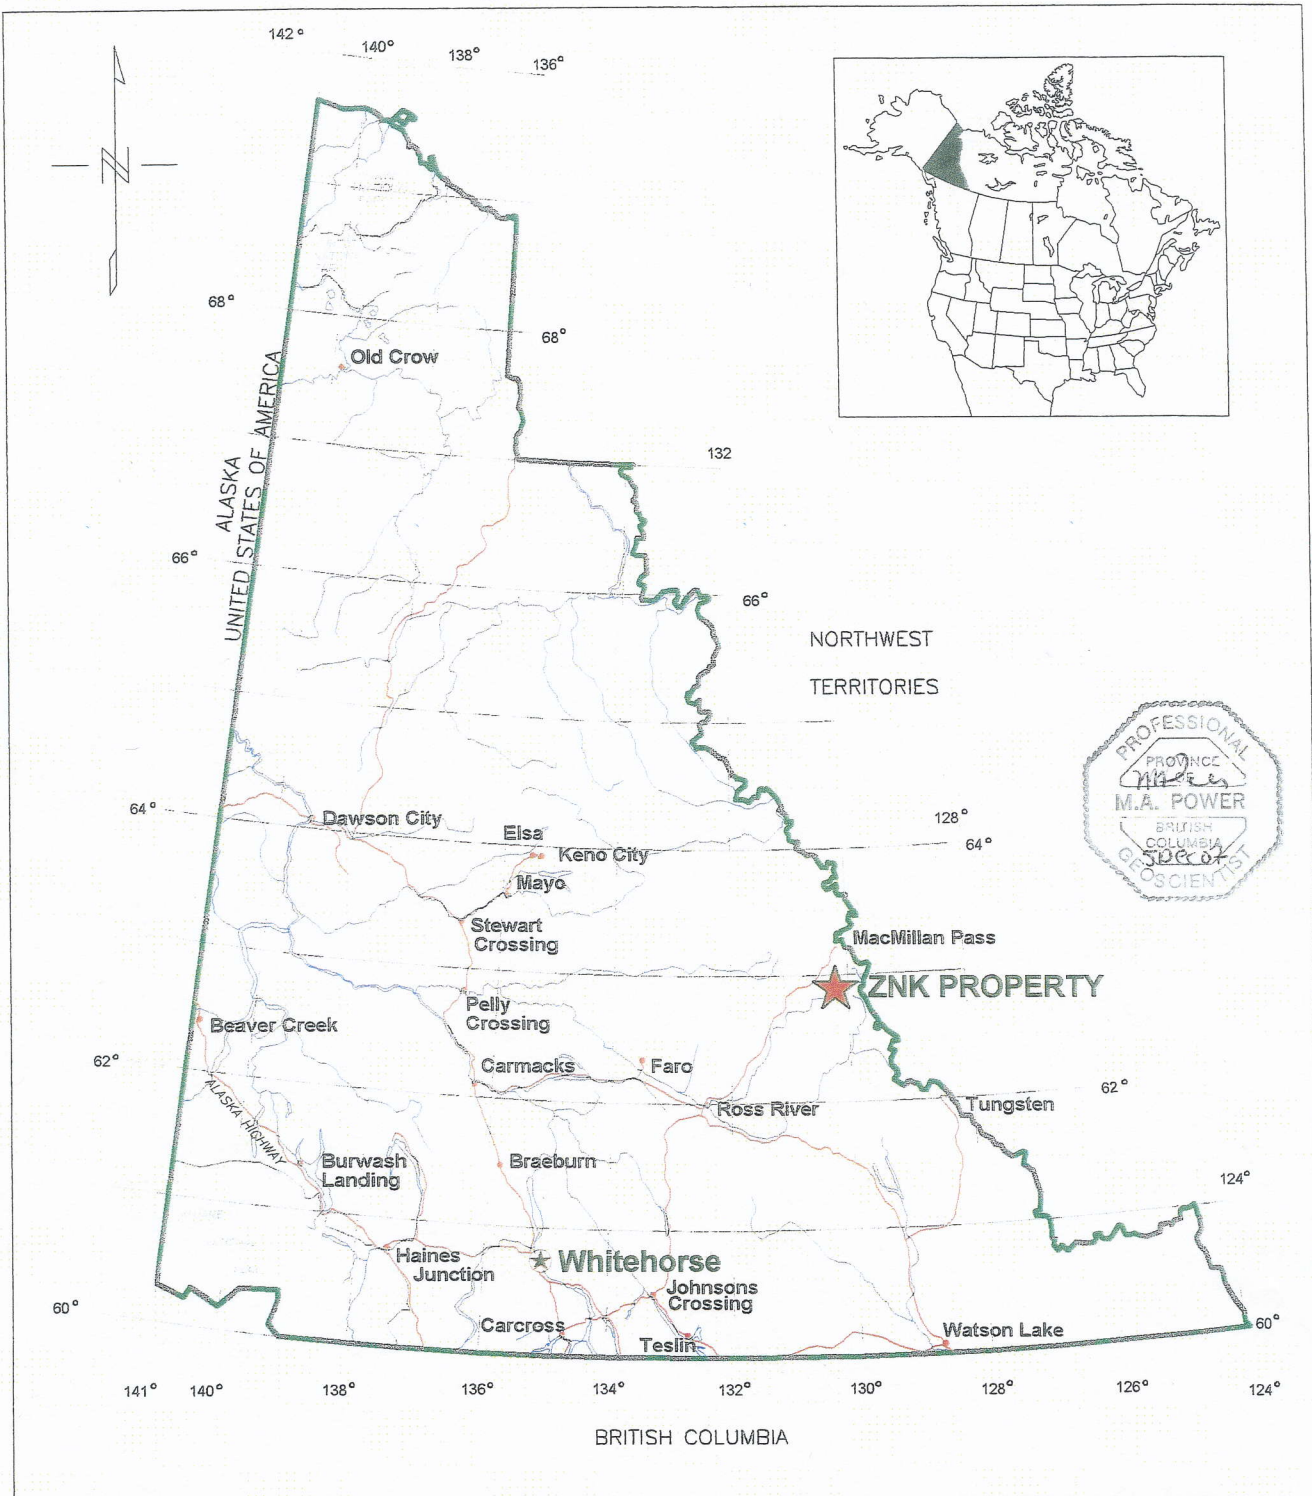 142°
140°
138°
136°
N
68°
68°
Old Crow
ALASKA
UNITED STATES OF AMERICA
132
66°
66°
NORTHWEST
TERRITORIES
PROFESSIONAL
PROVINCE
OF
M.A. POWER
BRITISH
COLUMBIA
GEOSCIENTIST
64°
Dawson City
128°
64°
Elsa
Keno City
Mayo
Stewart
Crossing
MacMillan Pass
ZNK PROPERTY
Pelly
Crossing
Beaver Creek
62°
Carmacks
Faro
62°
ALASKA HIGHWAY
Ross River
Tungsten
Burwash
Landing
Braeburn
124°
Haines
Junction
Whitehorse
Johnsons
Crossing
60°
Carcross
Teslin
Watson Lake
60°
141° 140° 138° 136° 134° 132° 130° 128° 126° 124°
BRITISH COLUMBIA